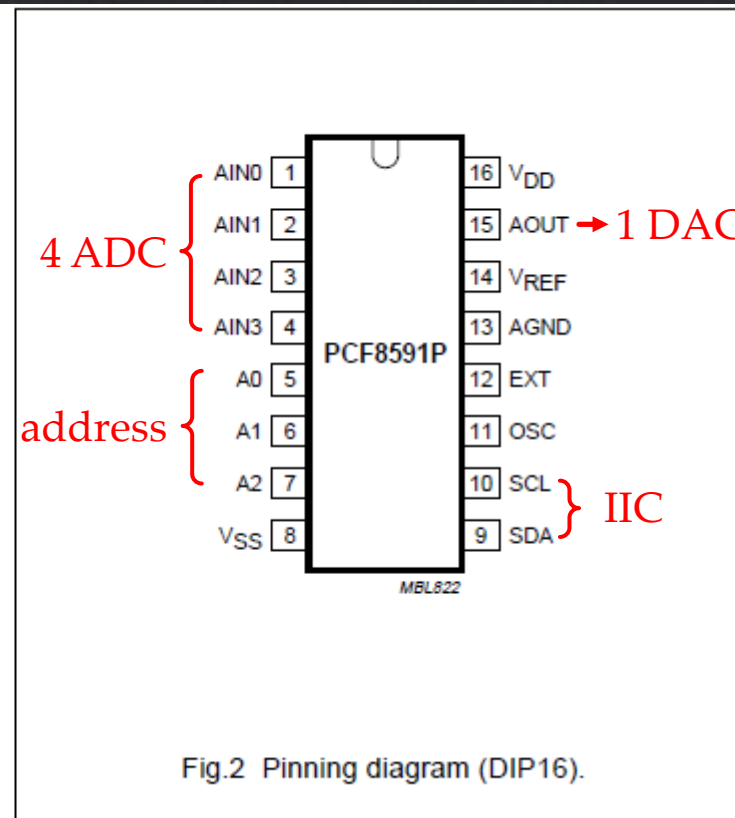 AIN0 1 16 VDD
AIN1 2 15 AOUT → 1 DAC
4 ADC
AIN2 3 14 VREF
AIN3 4 13 AGND
PCF8591P
A0 5 12 EXT
address A1 6 11 OSC
A2 7 10 SCL
IIC
VSS 8 9 SDA
MBL822
Fig.2 Pinning diagram (DIP16).